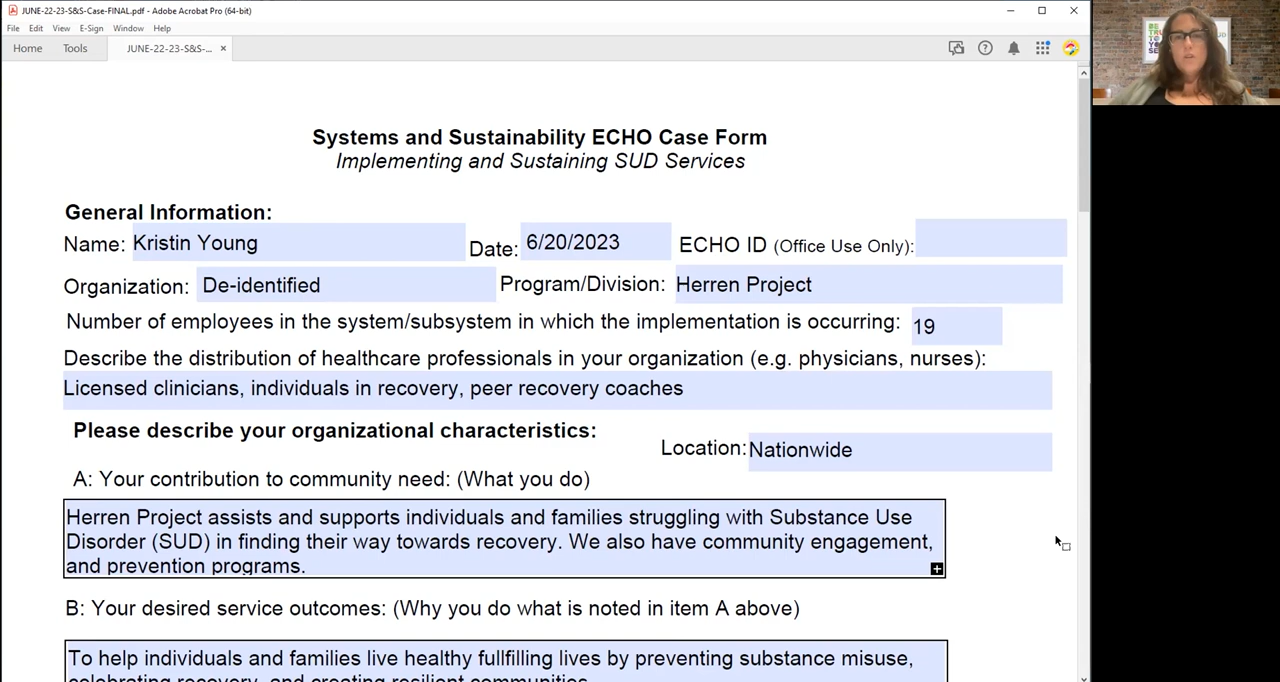 JUNE-22-23-S&S-Case-FINAL.pdf - Adobe Acrobat Pro (64-bit)
File Edit View E-Sign Window Help
Home Tools JUNE-22-23-S&S-... ×
Systems and Sustainability ECHO Case Form
Implementing and Sustaining SUD Services
General Information:
Name: Kristin Young Date: 6/20/2023 ECHO ID (Office Use Only):
Organization: De-identified Program/Division: Herren Project
Number of employees in the system/subsystem in which the implementation is occurring: 19
Describe the distribution of healthcare professionals in your organization (e.g. physicians, nurses):
Licensed clinicians, individuals in recovery, peer recovery coaches
Please describe your organizational characteristics:
Location: Nationwide
A: Your contribution to community need: (What you do)
Herren Project assists and supports individuals and families struggling with Substance Use
Disorder (SUD) in finding their way towards recovery. We also have community engagement,
and prevention programs.
B: Your desired service outcomes: (Why you do what is noted in item A above)
To help individuals and families live healthy fullfilling lives by preventing substance misuse,
celebrating recovery, and creating resilient communities.